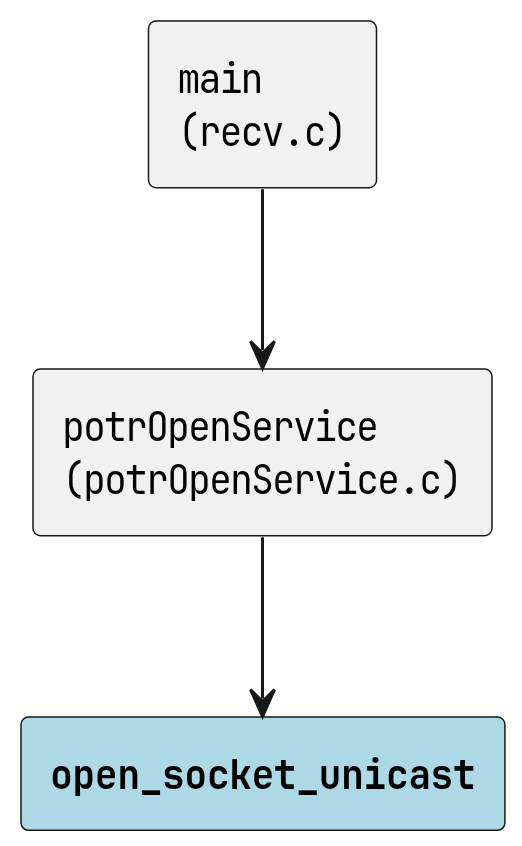 main
(recv.c)
potrOpenService
(potrOpenService.c)
open_socket_unicast